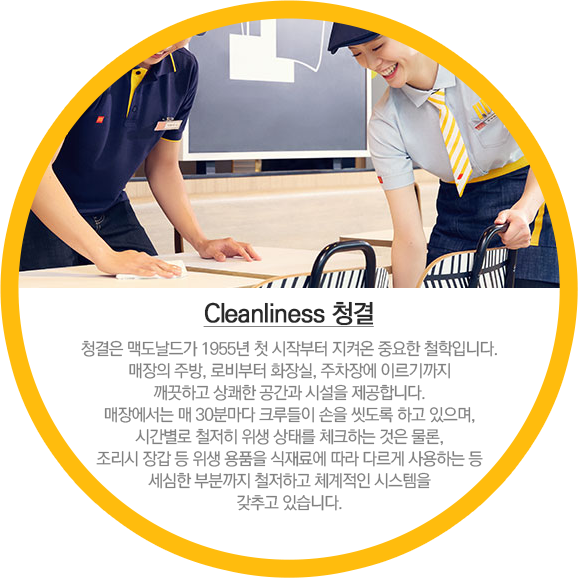 Cleanliness 청결
청결은 맥도날드가 1955년 첫 시작부터 지켜온 중요한 철학입니다.
매장의 주방, 로비부터 화장실, 주차장에 이르기까지
깨끗하고 상쾌한 공간과 시설을 제공합니다.
매장에서는 매 30분마다 크루들이 손을 씻도록 하고 있으며,
시간별로 철저히 위생 상태를 체크하는 것은 물론,
조리시 장갑 등 위생 용품을 식재료에 따라 다르게 사용하는 등
세심한 부분까지 철저하고 체계적인 시스템을
갖추고 있습니다.